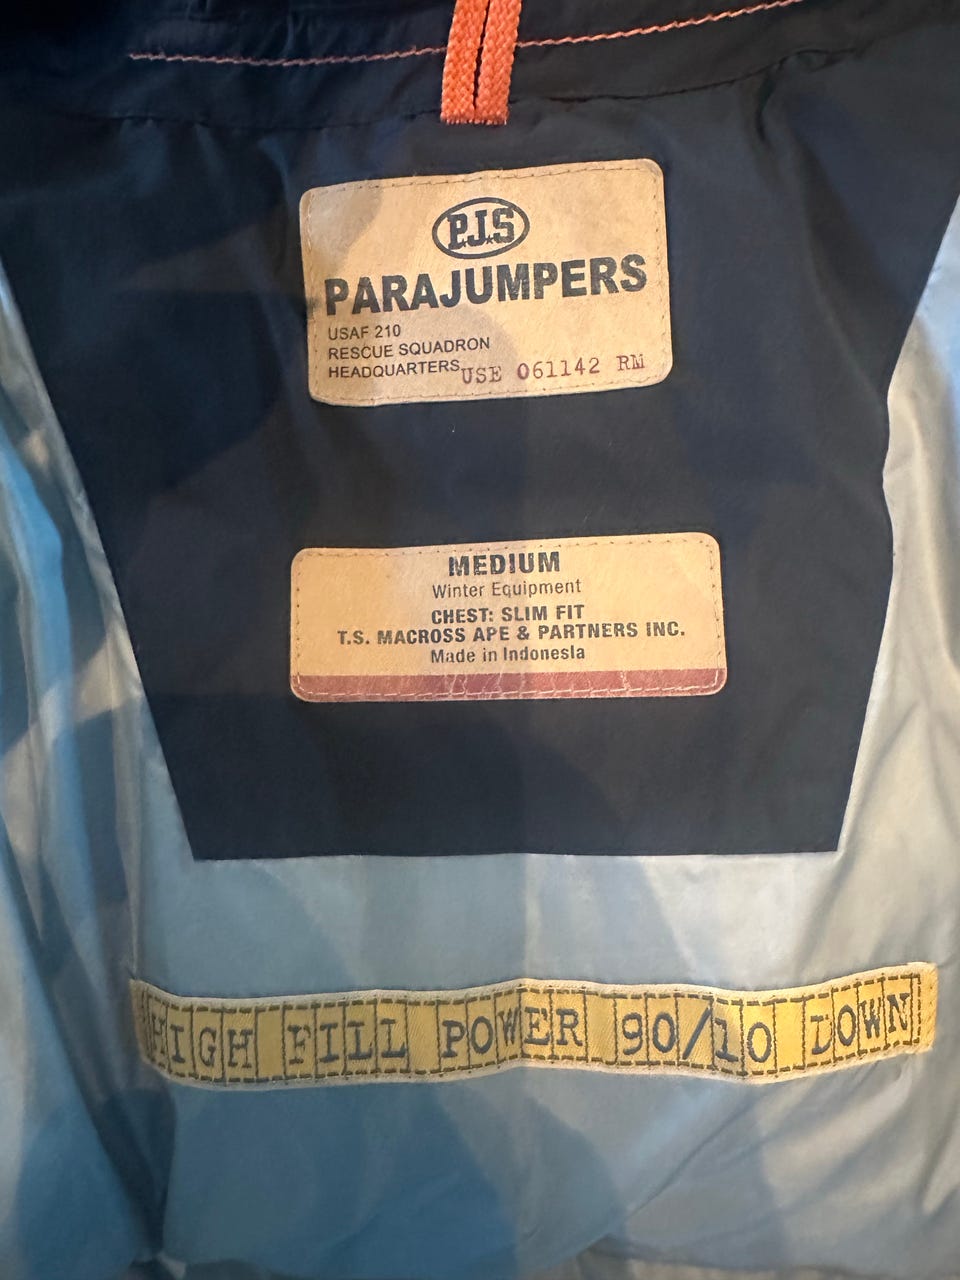 P.J.S
PARAJUMPERS
USAF 210
RESCUE SQUADRON
HEADQUARTERS USE 061142 RM
MEDIUM
Winter Equipment
CHEST: SLIM FIT
T.S. MACROSS APE & PARTNERS INC.
Made in Indonesia
HIGH FILL POWER 90/10 DOWN